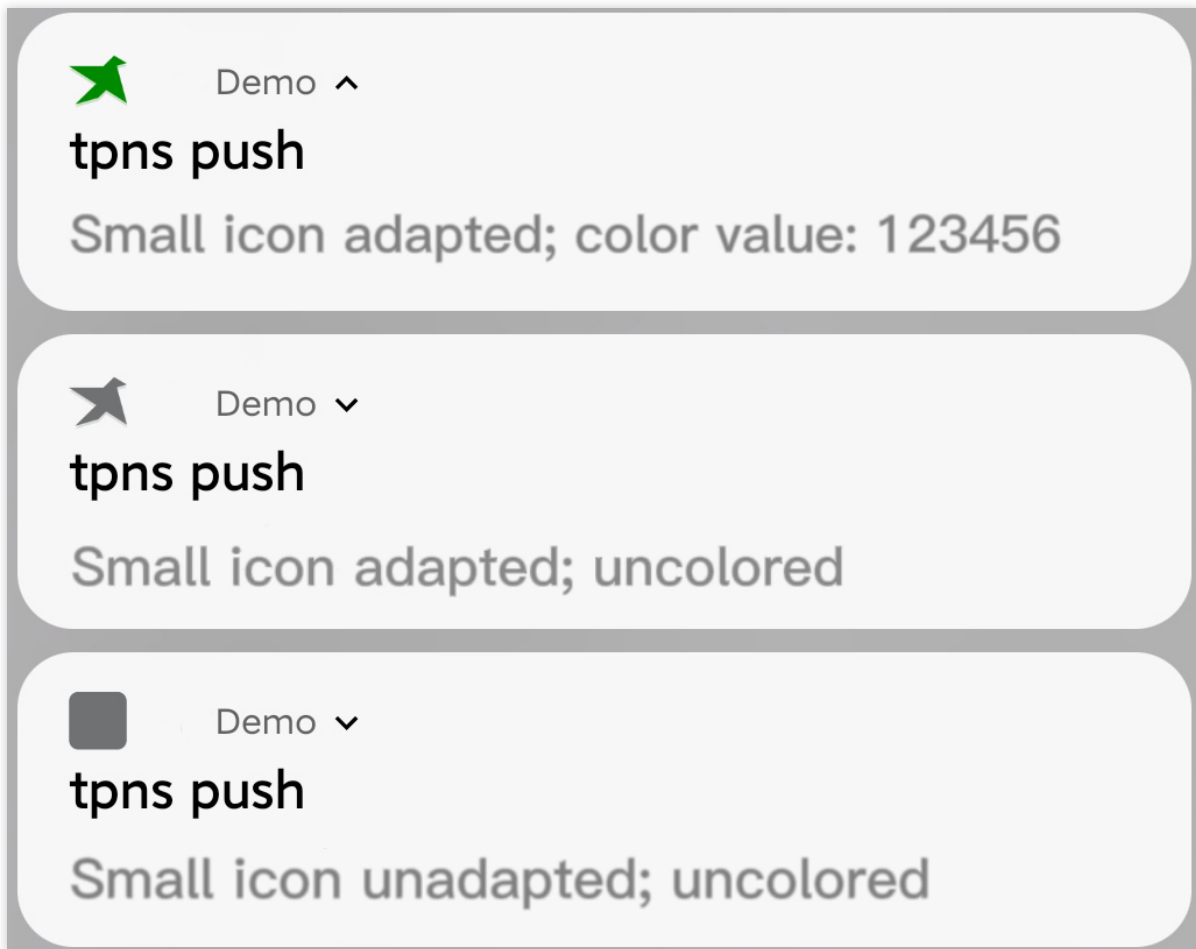 Demo
tpns push
Small icon adapted; color value: 123456
Demo
tpns push
Small icon adapted; uncolored
Demo
tpns push
Small icon unadapted; uncolored